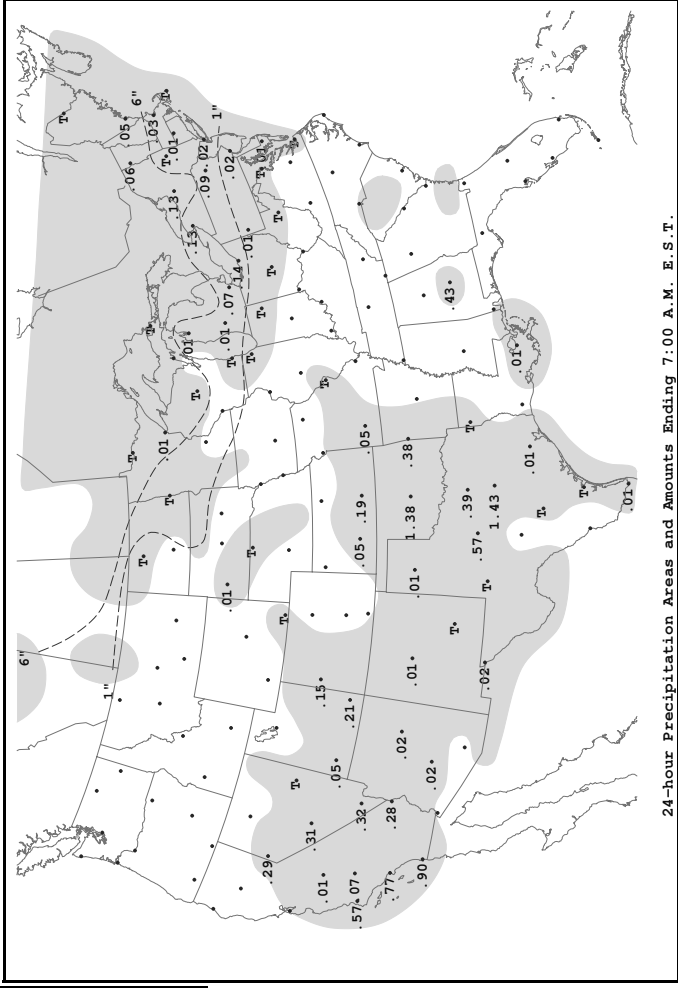 6"
T
1"
.05
.06
T
6"
T
T
.03
.01
T
T
T
.13
.01
.01
.13
T
.09
.02
1"
.01
.01
.07
.02
T
.14
.01
T
T
T
T
.01
.29
T
T
T
T
.31
.01
.15
T
.05
.21
.57
.07
.32
.05
.19
.05
.77
.28
.02
1.38
.38
.01
.01
.90
.02
.43
T
.39
T
.57
.02
T
1.43
.01
.01
T
T
.01
24-hour Precipitation Areas and Amounts Ending 7:00 A.M. E.S.T.